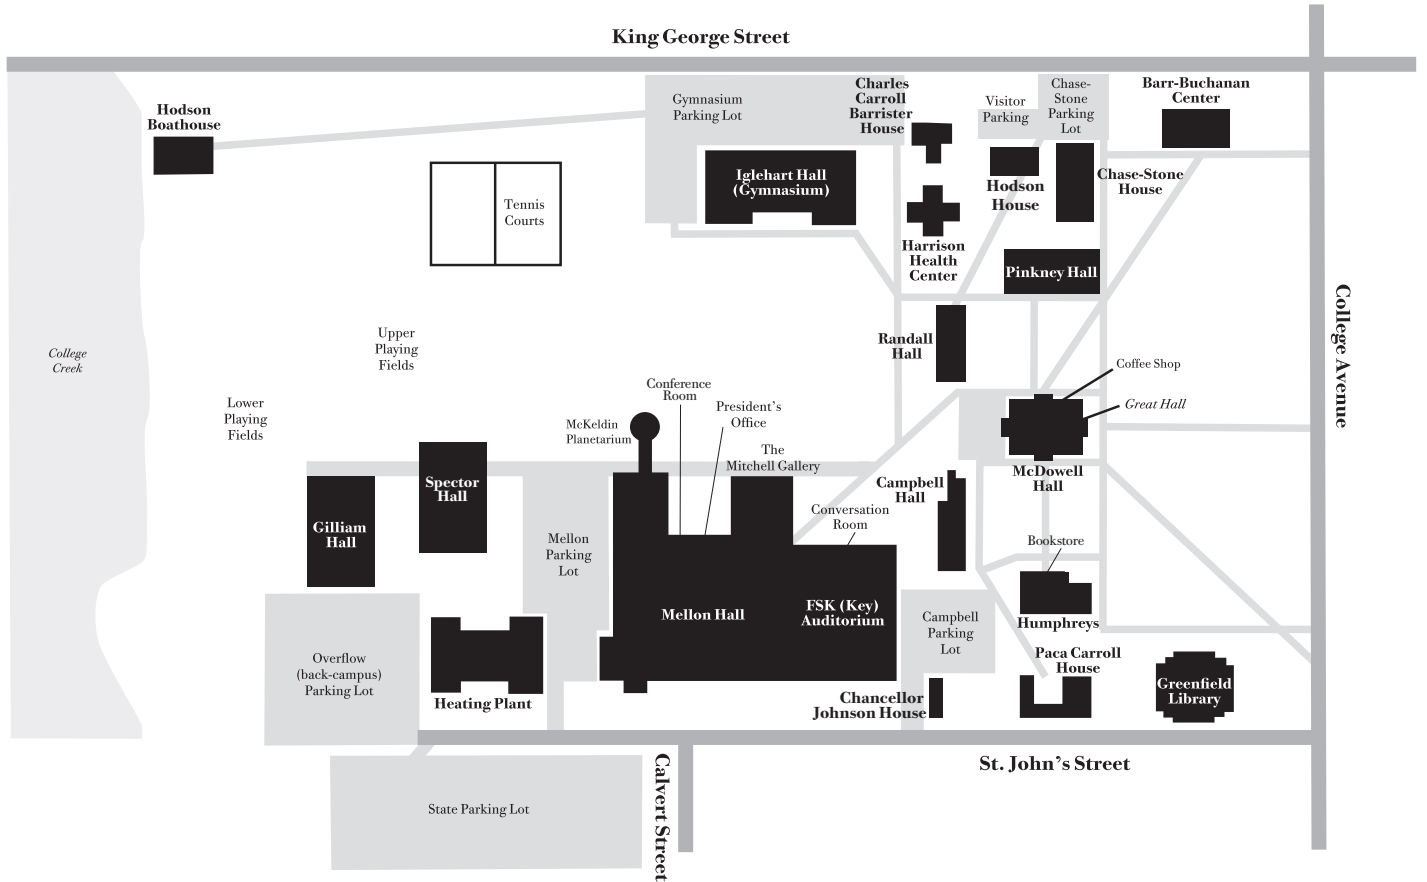 King George Street
Hodson
Boathouse
Gymnasium
Parking Lot
Charles
Carroll
Barrister
House
Visitor
Parking
Chase-
Stone
Parking
Lot
Barr-Buchanan
Center
Iglehart Hall
(Gymnasium)
Hodson
House
Chase-Stone
House
Tennis
Courts
Harrison
Health
Center
Pinkney Hall
College Avenue
College
Creek
Upper
Playing
Fields
Randall
Hall
Coffee Shop
Great Hall
Lower
Playing
Fields
Conference
Room
President's
Office
McKeldin
Planetarium
The
Mitchell Gallery
McDowell
Hall
Spector
Hall
Campbell
Hall
Gilliam
Hall
Conversation
Room
Mellon
Parking
Lot
Bookstore
Mellon Hall
FSK (Key)
Auditorium
Campbell
Parking
Lot
Humphreys
Overflow
(back-campus)
Parking Lot
Paca Carroll
House
Greenfield
Library
Heating Plant
Chancellor
Johnson House
St. John's Street
Calvert Street
State Parking Lot